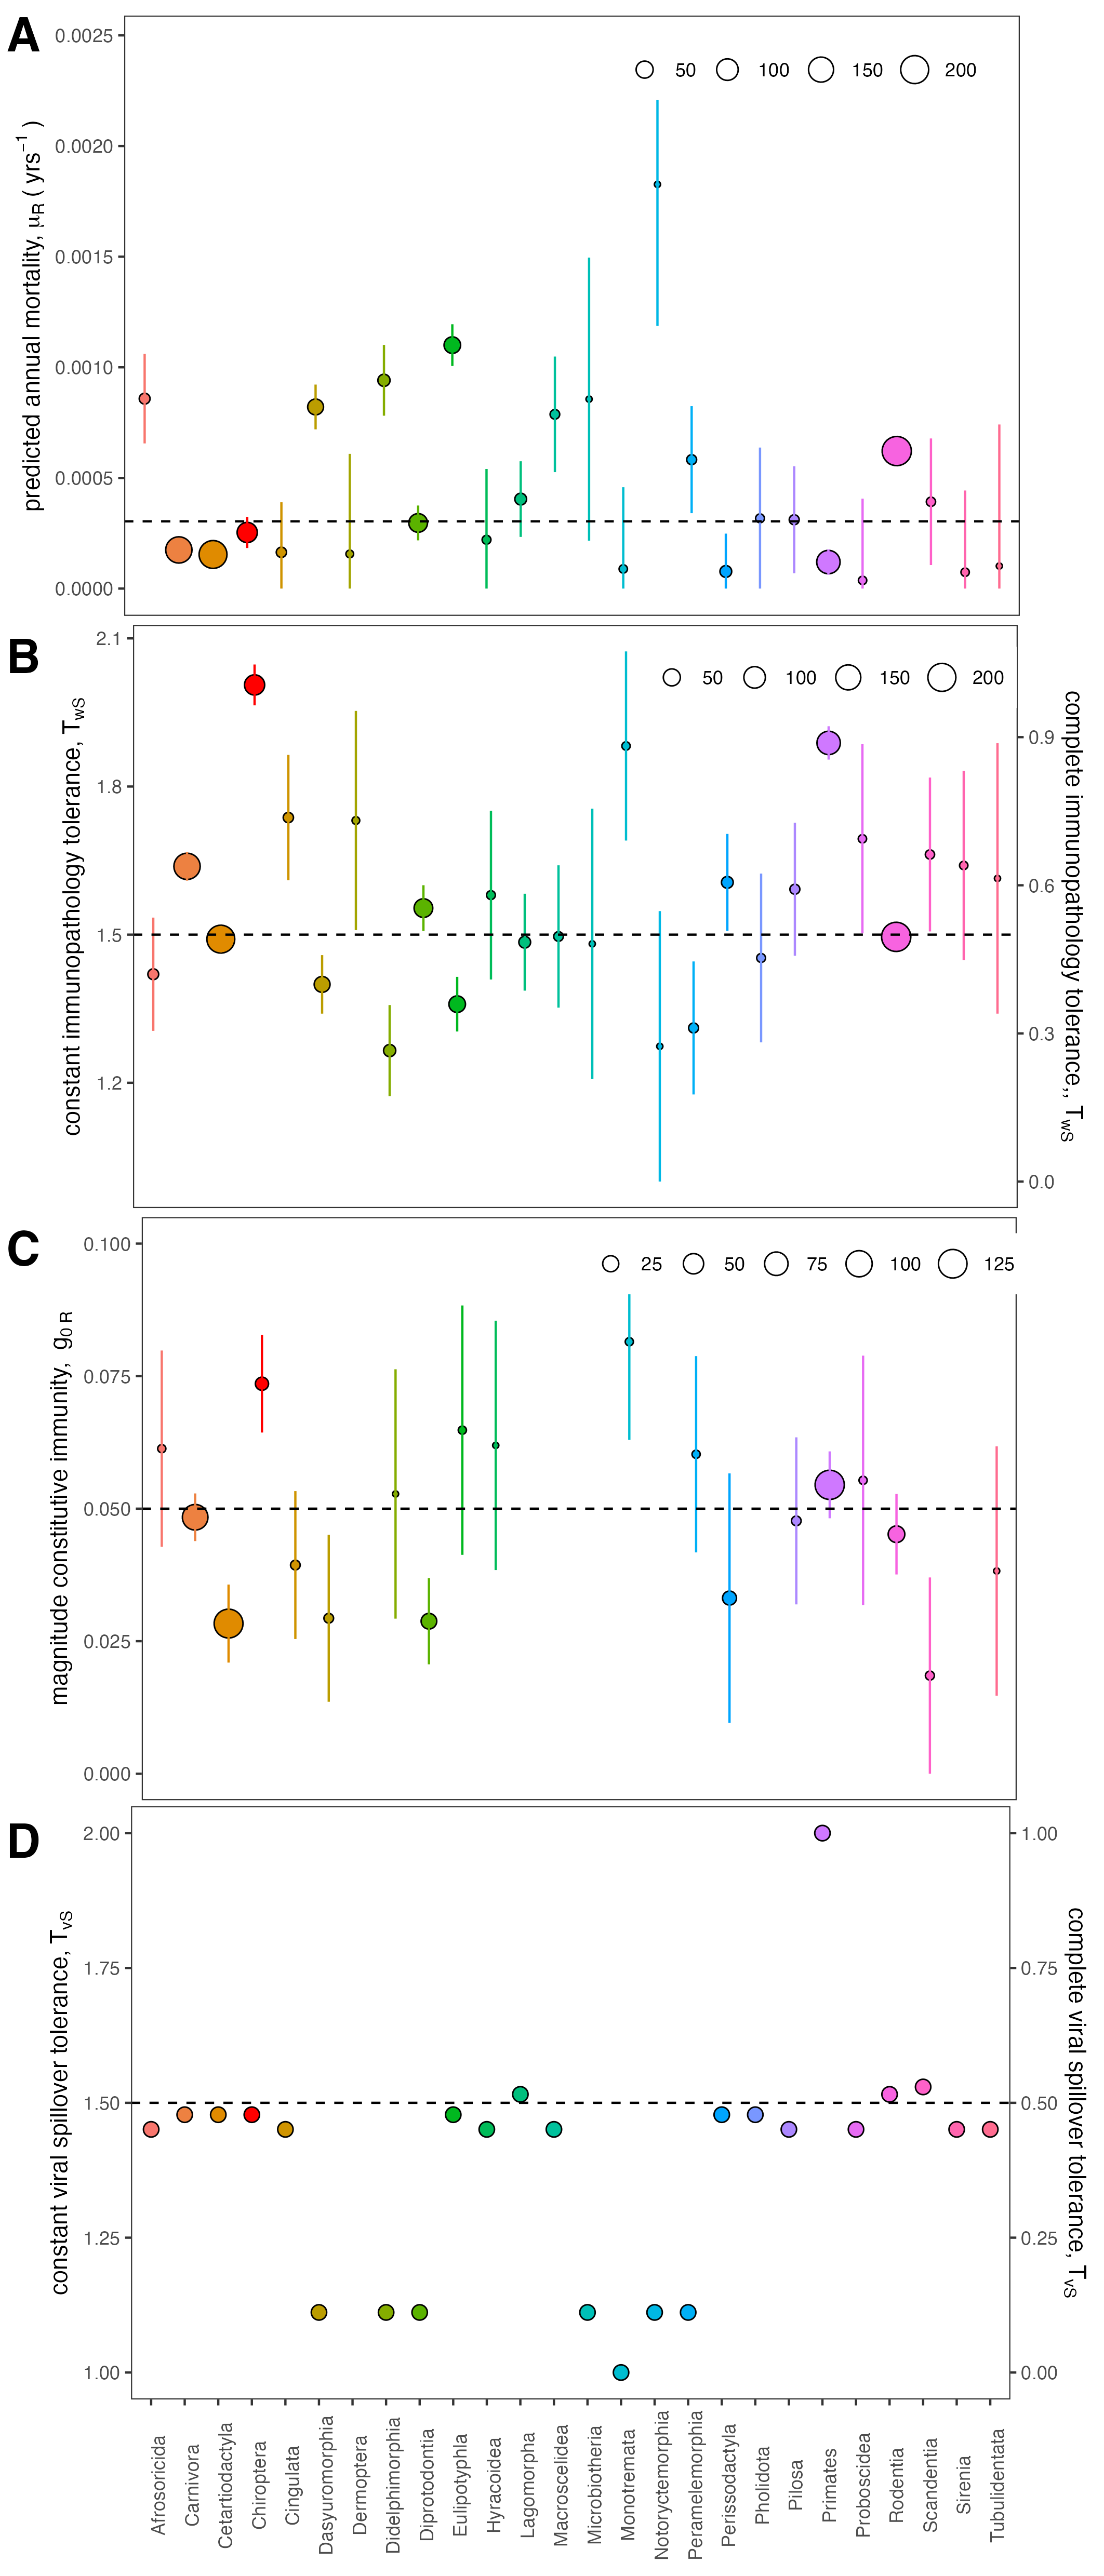 A
predicted annual mortality, μR ( yrs−1 )
0.0025
0.0020
0.0015
0.0010
0.0005
0.0000
50 100 150 200
B
constant immunopathology tolerance, TwS
2.1
1.8
1.5
1.2
50 100 150 200
0.9
0.6
0.3
0.0
complete immunopathology tolerance,, TwS
C
magnitude constitutive immunity, g0 R
0.100
0.075
0.050
0.025
0.000
25 50 75 100 125
D
constant viral spillover tolerance, TvS
2.00
1.75
1.50
1.25
1.00
1.00
0.75
0.50
0.25
0.00
complete viral spillover tolerance, TvS
Afrosoricida
Carnivora
Cetartiodactyla
Chiroptera
Cingulata
Dasyuromorphia
Dermoptera
Didelphimorphia
Diprotodontia
Eulipotyphla
Hyracoidea
Lagomorpha
Macroscelidea
Microbiotheria
Monotremata
Notoryctemorphia
Peramelemorphia
Perissodactyla
Pholidota
Pilosa
Primates
Proboscidea
Rodentia
Scandentia
Sirenia
Tubulidentata